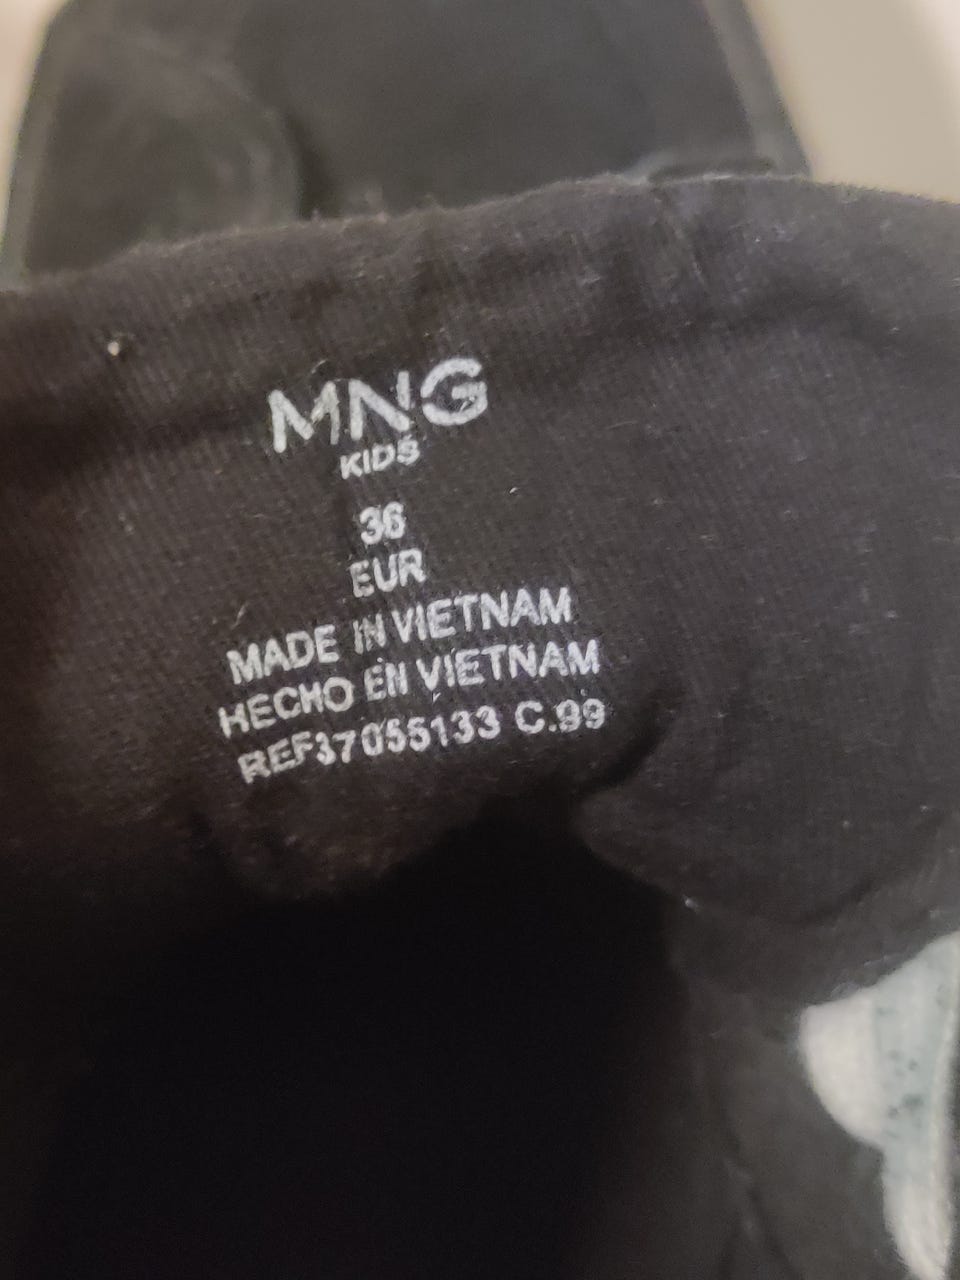 MNG
KIDS
36
EUR
MADE IN VIETNAM
HECHO EN VIETNAM
REF37055133 C.99